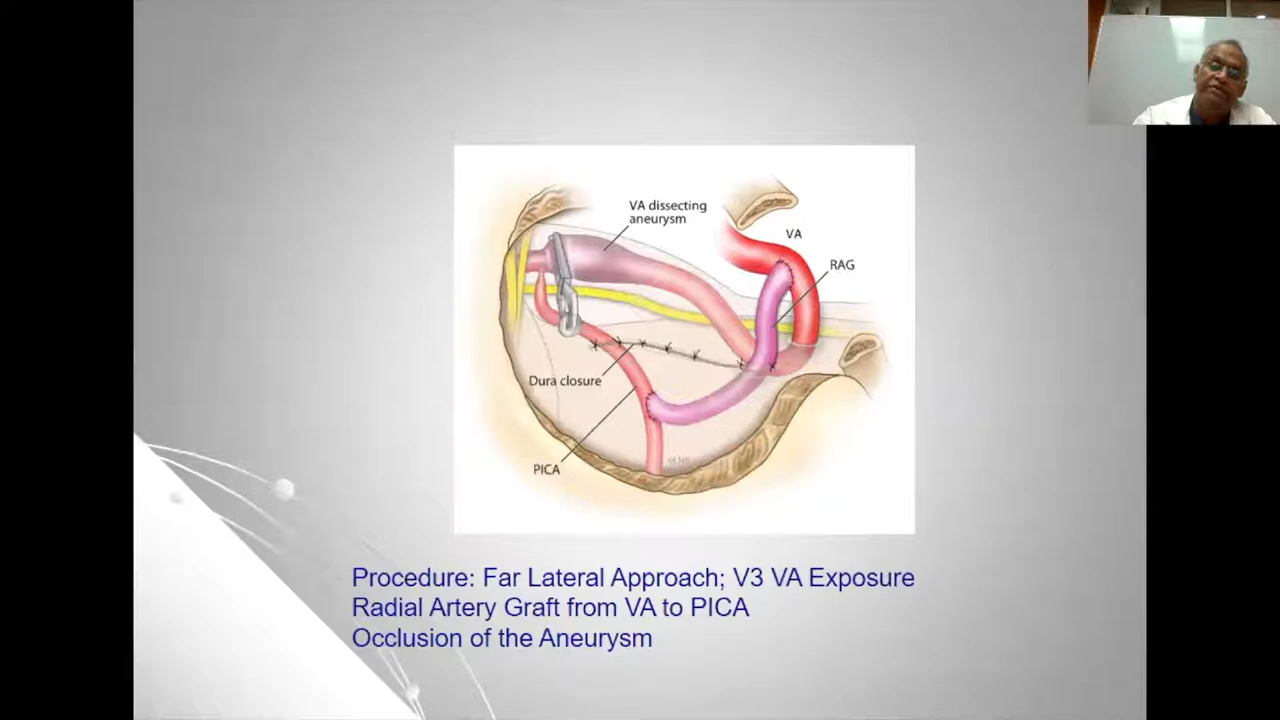 VA dissecting
aneurysm
VA
RAG
Dura closure
PICA
Procedure: Far Lateral Approach; V3 VA Exposure
Radial Artery Graft from VA to PICA
Occlusion of the Aneurysm